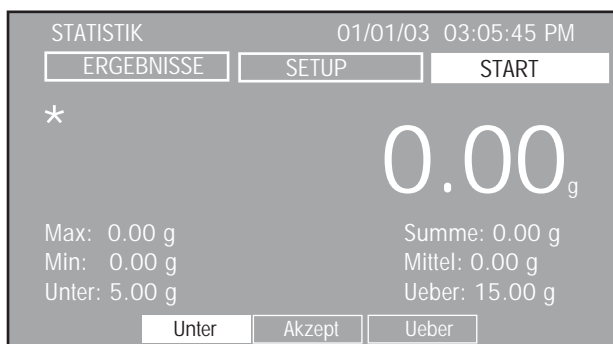 STATISTIK 01/01/03 03:05:45 PM
ERGEBNISSE SETUP START
*
0.00 g
Max: 0.00 g Summe: 0.00 g
Min: 0.00 g Mittel: 0.00 g
Unter: 5.00 g Ueber: 15.00 g
Unter Akzept Ueber